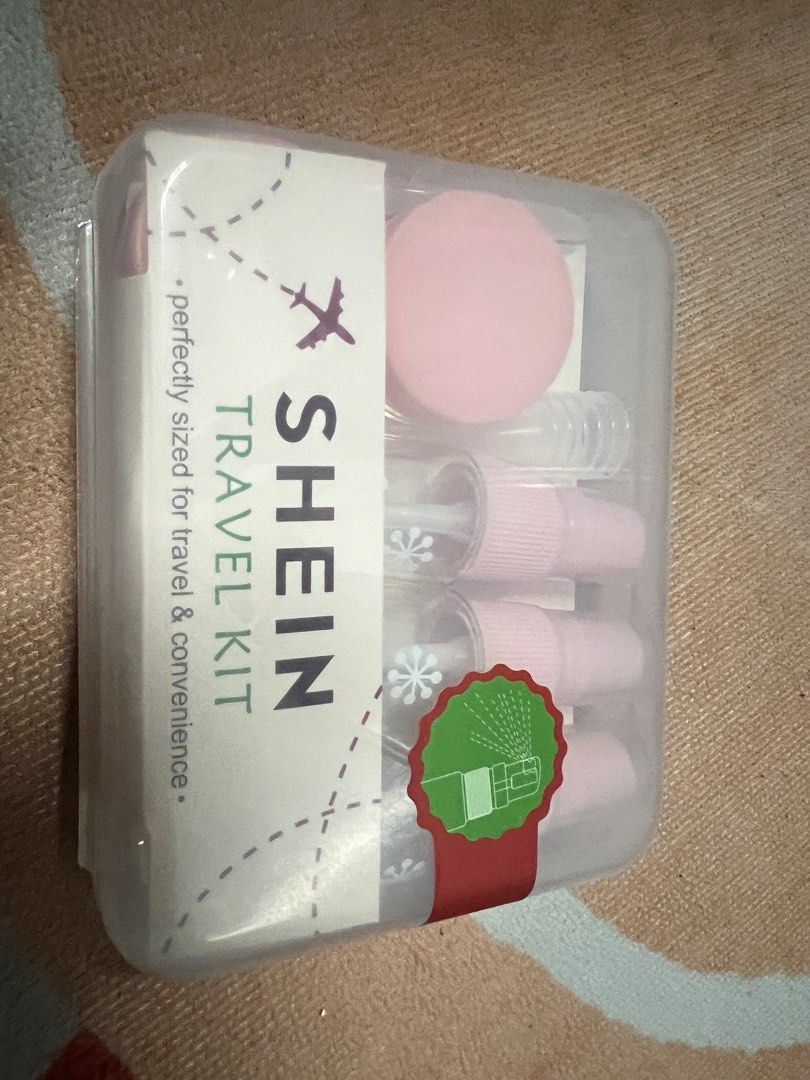 SHEIN
TRAVEL KIT
• perfectly sized for travel & convenience •